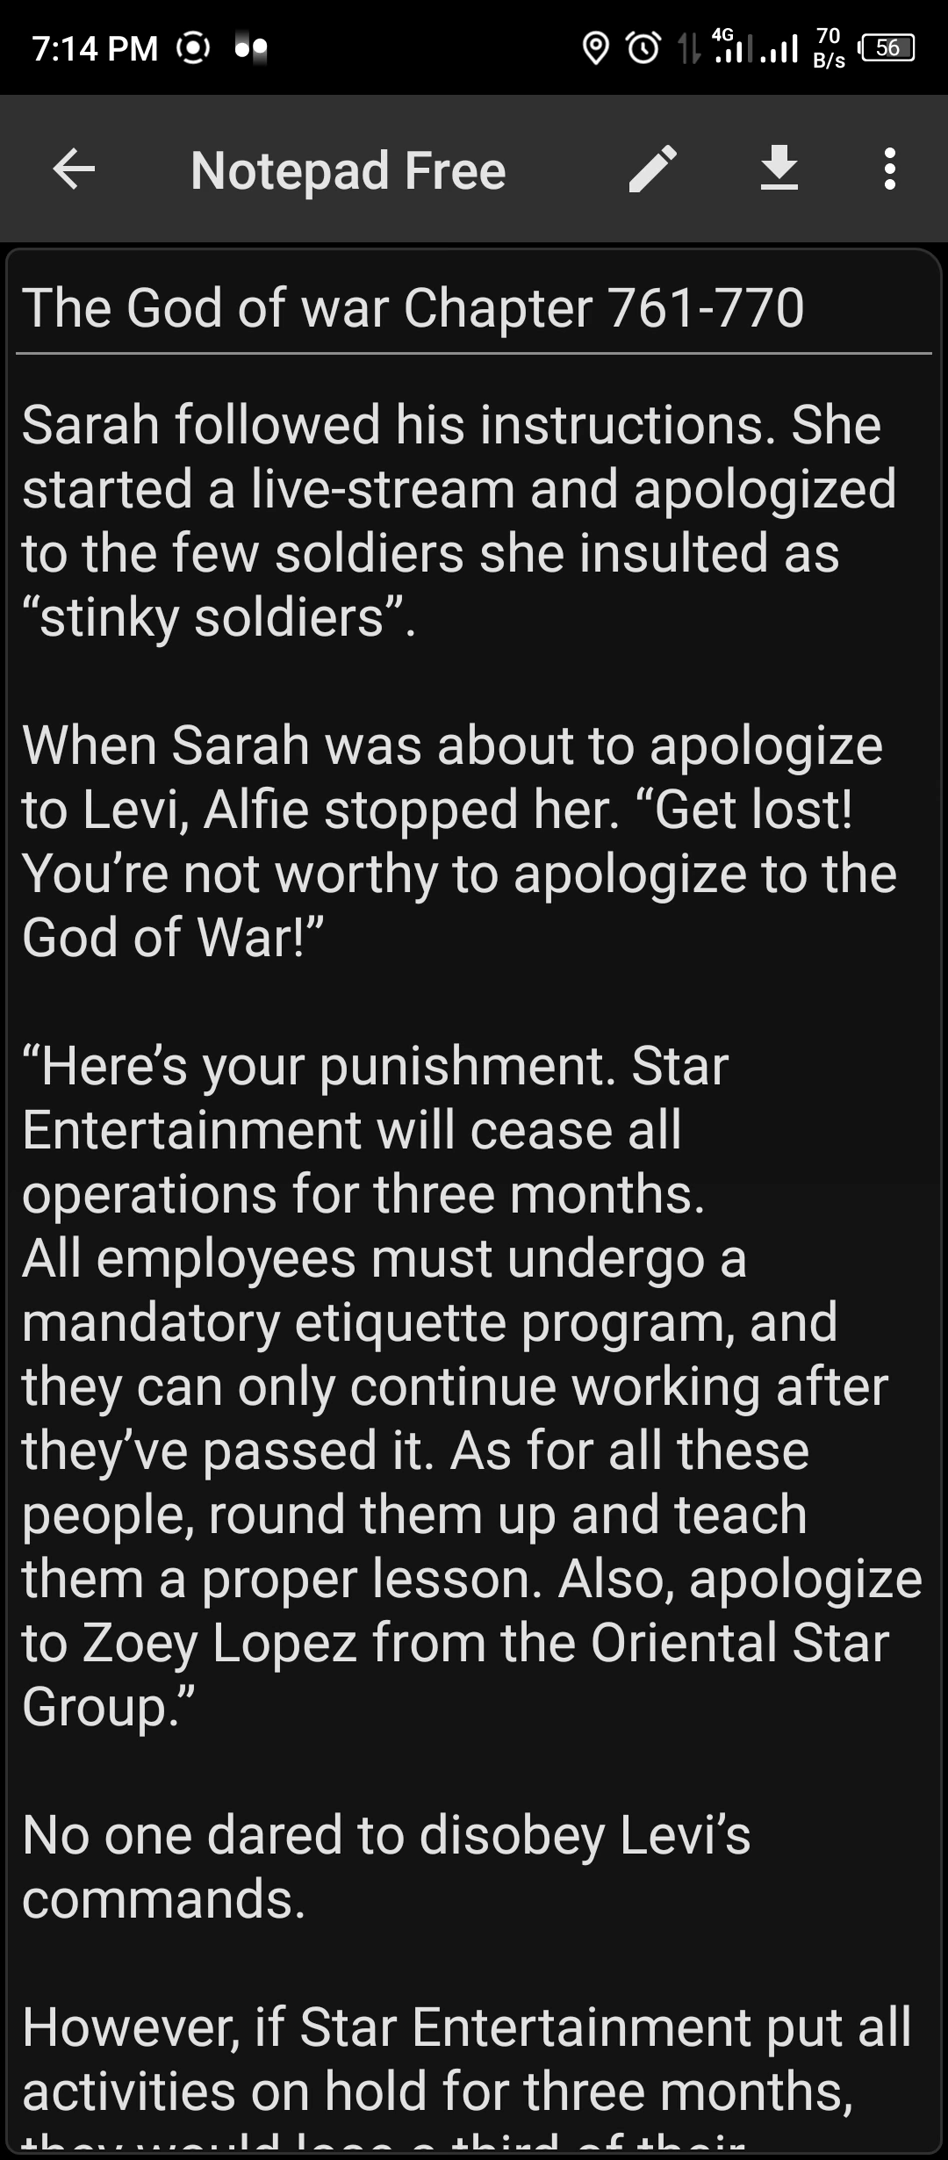 7:14 PM
4G
70
B/s
56
Notepad Free
The God of war Chapter 761-770
Sarah followed his instructions. She
started a live-stream and apologized
to the few soldiers she insulted as
“stinky soldiers”.
When Sarah was about to apologize
to Levi, Alfie stopped her. “Get lost!
You’re not worthy to apologize to the
God of War!”
“Here’s your punishment. Star
Entertainment will cease all
operations for three months.
All employees must undergo a
mandatory etiquette program, and
they can only continue working after
they’ve passed it. As for all these
people, round them up and teach
them a proper lesson. Also, apologize
to Zoey Lopez from the Oriental Star
Group.”
No one dared to disobey Levi’s
commands.
However, if Star Entertainment put all
activities on hold for three months,
they would lose a third of their